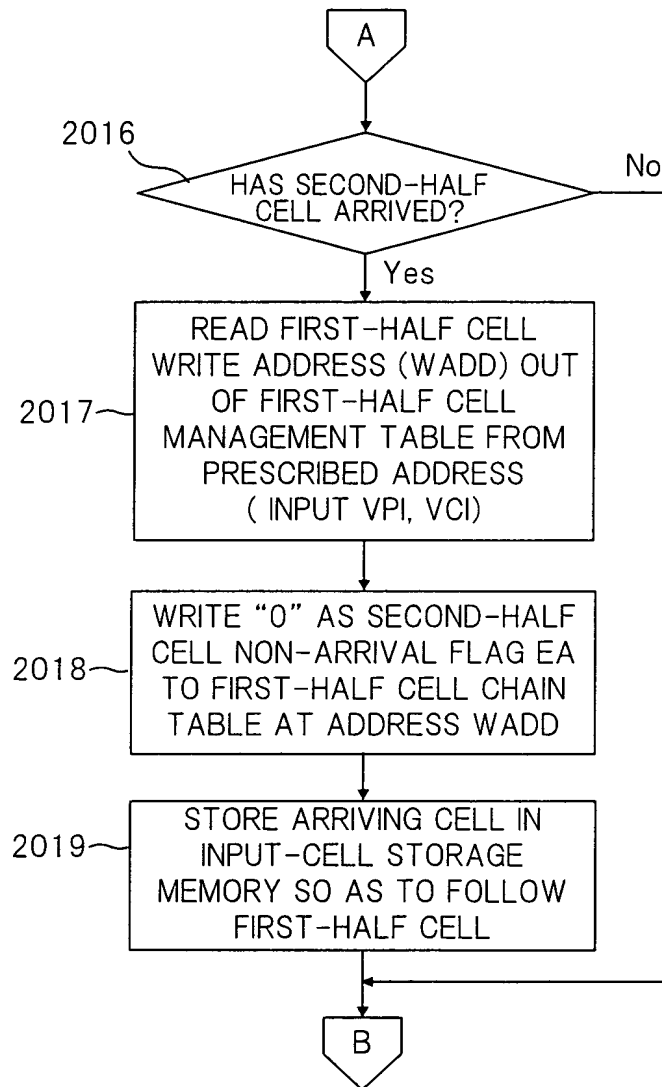 A
2016
HAS SECOND-HALF
CELL ARRIVED?
No
Yes
2017
READ FIRST-HALF CELL
WRITE ADDRESS (WADD) OUT
OF FIRST-HALF CELL
MANAGEMENT TABLE FROM
PRESCRIBED ADDRESS
( INPUT VPI, VCI)
2018
WRITE “0” AS SECOND-HALF
CELL NON-ARRIVAL FLAG EA
TO FIRST-HALF CELL CHAIN
TABLE AT ADDRESS WADD
2019
STORE ARRIVING CELL IN
INPUT-CELL STORAGE
MEMORY SO AS TO FOLLOW
FIRST-HALF CELL
B